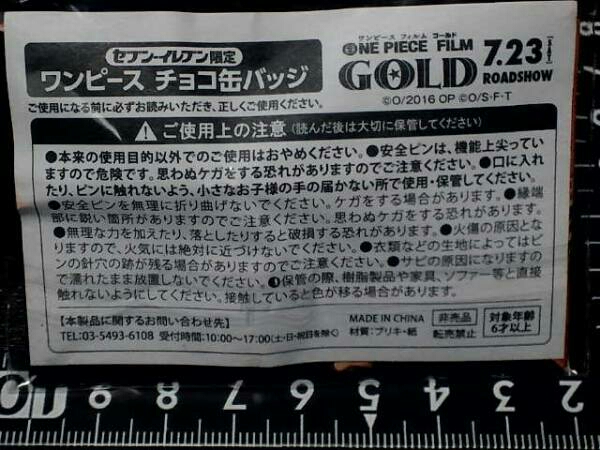 セブン-イレブン限定
ワンピース チョコ缶バッジ
ワンピース フィルム ゴールド
ONE PIECE FILM
GOLD
7.23 [SAT]
ROADSHOW
©O/2016 OP ©O/S·F·T
ご使用になる前に必ずお読みいただき、正しくご使用ください。
ご使用上の注意(読んだ後は大切に保管してください)
●本来の使用目的以外でのご使用はおやめください。●安全ピンは、機能上尖ってい
ますので危険です。思わぬケガをする恐れがありますのでご注意ください。●口に入れ
たり、ピンに触れないよう、小さなお子様の手の届かない所で使用・保管してください。
●安全ピンを無理に折り曲げないでください。ケガをする場合があります。●縁端
部に鋭い箇所がありますのでご注意ください。思わぬケガをする恐れがあります。
●無理な力を加えたり、落としたりすると破損する恐れがあります。●火傷の原因とな
りますので、火気には絶対に近づけないでください。●衣類などの生地によってはピ
ンの針穴の跡が残る場合がありますのでご注意ください。●サビの原因になりますの
で濡れたまま放置しないでください。●保管の際、樹脂製品や家具、ソファー等と直接
触れないようにしてください。接触していると色が移る場合があります。
【本製品に関するお問い合わせ先】
TEL:03-5493-6108 受付時間:10:00〜17:00(土・日・祝日を除く)
MADE IN CHINA
材質:ブリキ・紙
非売品
転売禁止
対象年齢
6才以上
9 8 7 6 5 4 3 2